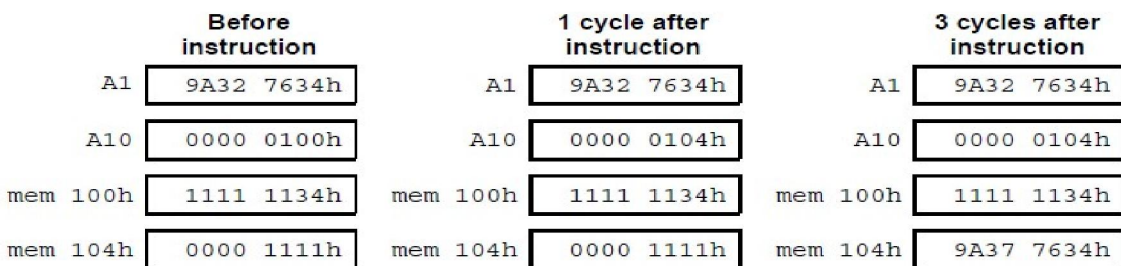 Before instruction 1 cycle after instruction 3 cycles after instruction
A1 9A32 7634h A1 9A32 7634h A1 9A32 7634h
A10 0000 0100h A10 0000 0104h A10 0000 0104h
mem 100h 1111 1134h mem 100h 1111 1134h mem 100h 1111 1134h
mem 104h 0000 1111h mem 104h 0000 1111h mem 104h 9A37 7634h